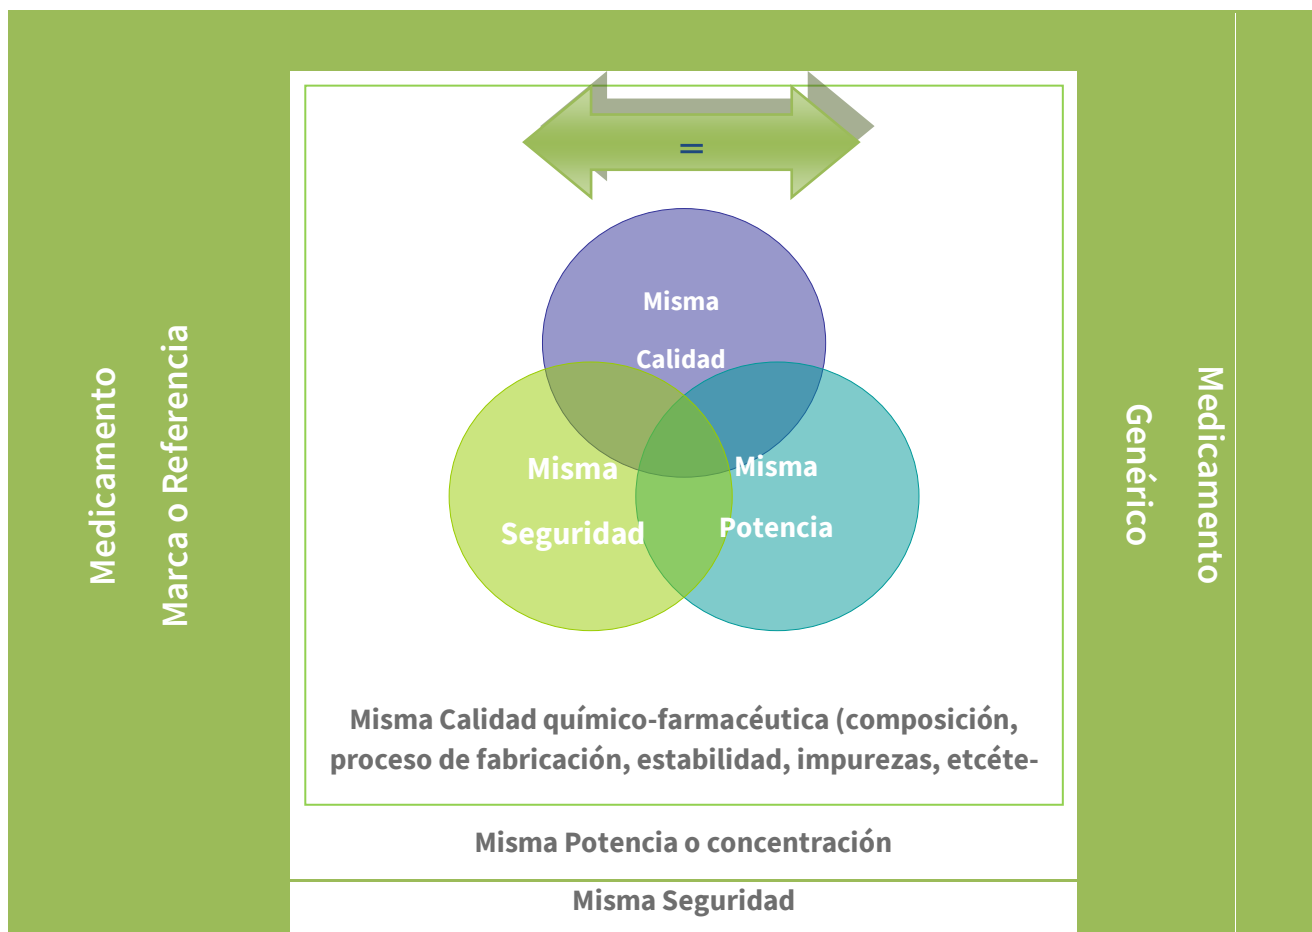 Medicamento
Marca o Referencia
=
Misma
Calidad
Misma
Seguridad
Misma
Potencia
Misma Calidad químico-farmacéutica (composición,
proceso de fabricación, estabilidad, impurezas, etcéte-
Misma Potencia o concentración
Misma Seguridad
Medicamento
Genérico